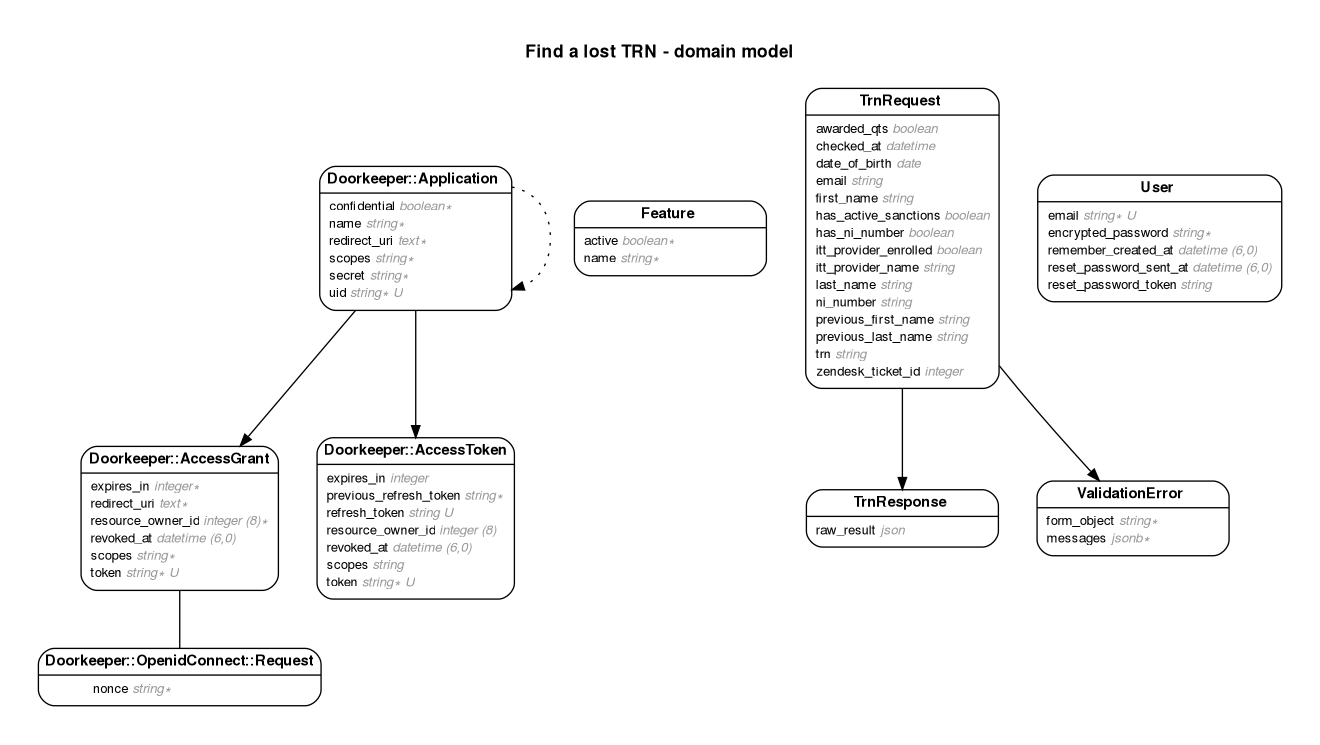 Find a lost TRN - domain model
TrnRequest
awarded_qts boolean
checked_at datetime
date_of_birth date
email string
first_name string
has_active_sanctions boolean
has_ni_number boolean
itt_provider_enrolled boolean
itt_provider_name string
last_name string
ni_number string
previous_first_name string
previous_last_name string
trn string
zendesk_ticket_id integer
Doorkeeper::Application
confidential boolean*
name string*
redirect_uri text*
scopes string*
secret string*
uid string* U
Feature
active boolean*
name string*
User
email string* U
encrypted_password string*
remember_created_at datetime (6,0)
reset_password_sent_at datetime (6,0)
reset_password_token string
Doorkeeper::AccessGrant
expires_in integer*
redirect_uri text*
resource_owner_id integer (8)*
revoked_at datetime (6,0)
scopes string*
token string* U
Doorkeeper::AccessToken
expires_in integer
previous_refresh_token string*
refresh_token string U
resource_owner_id integer (8)
revoked_at datetime (6,0)
scopes string
token string* U
TrnResponse
raw_result json
ValidationError
form_object string*
messages jsonb*
Doorkeeper::OpenidConnect::Request
nonce string*